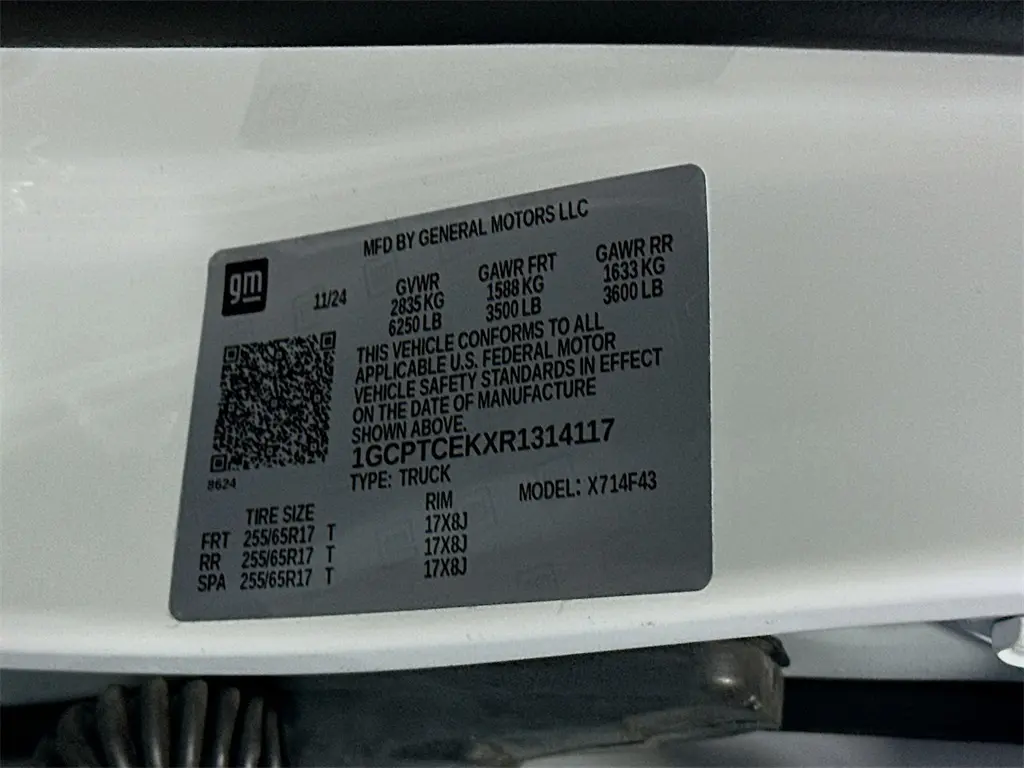 MFD BY GENERAL MOTORS LLC
gm
11/24
GVWR GAWR FRT GAWR RR
2835 KG 1588 KG 1633 KG
6250 LB 3500 LB 3600 LB
THIS VEHICLE CONFORMS TO ALL
APPLICABLE U.S. FEDERAL MOTOR
VEHICLE SAFETY STANDARDS IN EFFECT
ON THE DATE OF MANUFACTURE
SHOWN ABOVE.
1GCPTCEKXR1314117
8624
TYPE: TRUCK MODEL: X714F43
TIRE SIZE RIM
FRT 255/65R17 T 17X8J
RR 255/65R17 T 17X8J
SPA 255/65R17 T 17X8J